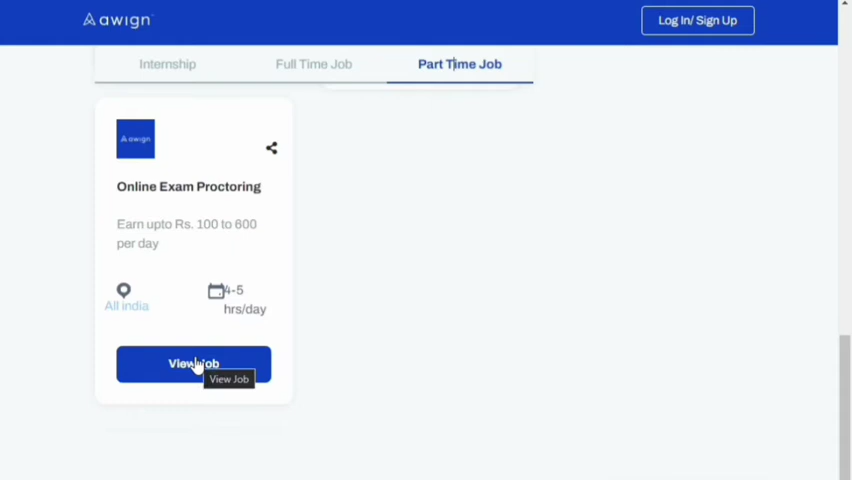 awign
Log In/ Sign Up
Internship
Full Time Job
Part Time Job
awign
Online Exam Proctoring
Earn upto Rs. 100 to 600
per day
All india
4-5
hrs/day
View Job
View Job